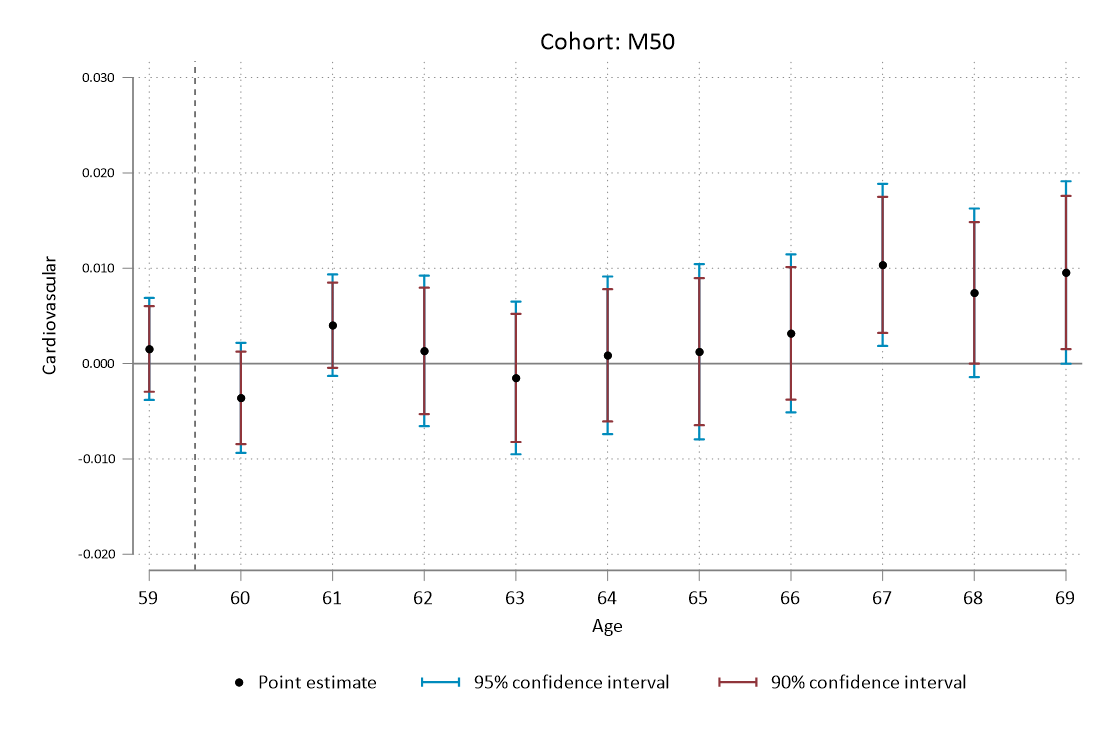 Cohort: M50
0.030
0.020
0.010
0.000
-0.010
-0.020
Cardiovascular
59 60 61 62 63 64 65 66 67 68 69
Age
Point estimate 95% confidence interval 90% confidence interval